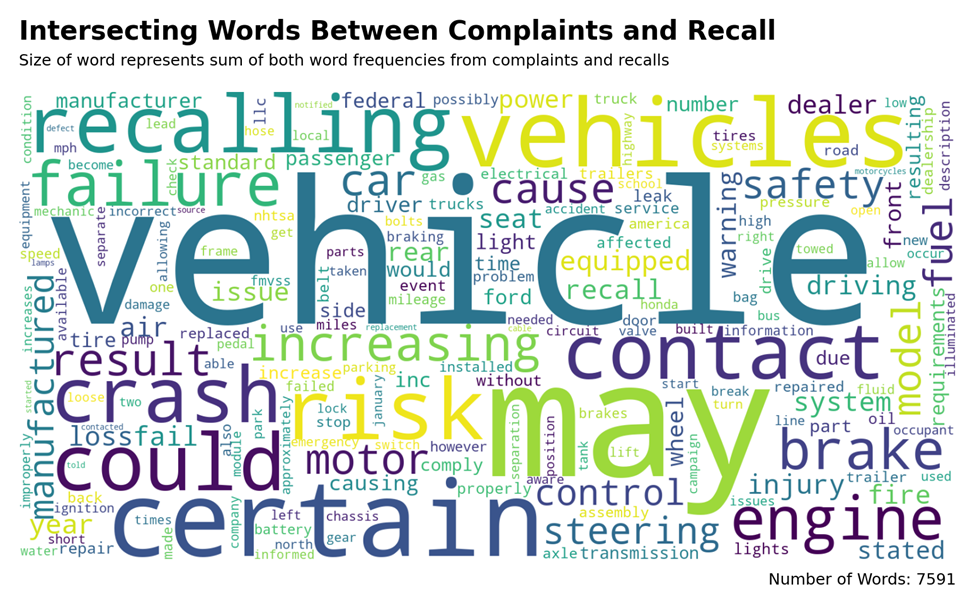 Intersecting Words Between Complaints and Recall
Size of word represents sum of both word frequencies from complaints and recalls
condition
manufacturer
federal
possibly
power
truck
number
dealer
low
resulting
dealership
description
recalling
vehicles
llc
notified
defect
lead
hose
local
highway
tires
systems
road
mph
become
check
standard
passenger
gas
electrical
trailers
school
motorcycles
failure
car
cause
leak
warning
safety
front
fuel
equipment
mechanic
separate
incorrect
source
driver
trucks
bolts
seat
accident
service
america
high
pressure
open
new
occur
vehicle
nhtsa
get
braking
light
affected
right
drive
towed
allow
speed
lamps
available
allowing
frame
parts
rear
time
equipped
one
issue
fmvss
belt
taken
would
problem
event
recall
driving
damage
side
mileage
ford
honda
bag
bus
model
requirements
illuminated
increases
manufactured
tire
pump
air
replaced
use
miles
replacement
needed
circuit
door
valve
built
information
pedal
cable
result
able
increasing
contact
due
started
crash
increase
parking
installed
without
start
break
turn
repaired
fluid
loose
two
failed
inc
january
risk
may
lock
stop
brakes
wheel
system
contacted
loss
fail
also
module
park
approximately
emergency
switch
however
separation
position
tank
lift
campaign
line
part
oil
occupant
improperly
told
could
motor
comply
aware
brake
back
causing
properly
control
issues
injury
trailer
used
ignition
certain
assembly
fire
year
times
company
left
chassis
steering
engine
short
made
battery
gear
water
repair
informed
north
axle
transmission
lights
stated
Number of Words: 7591